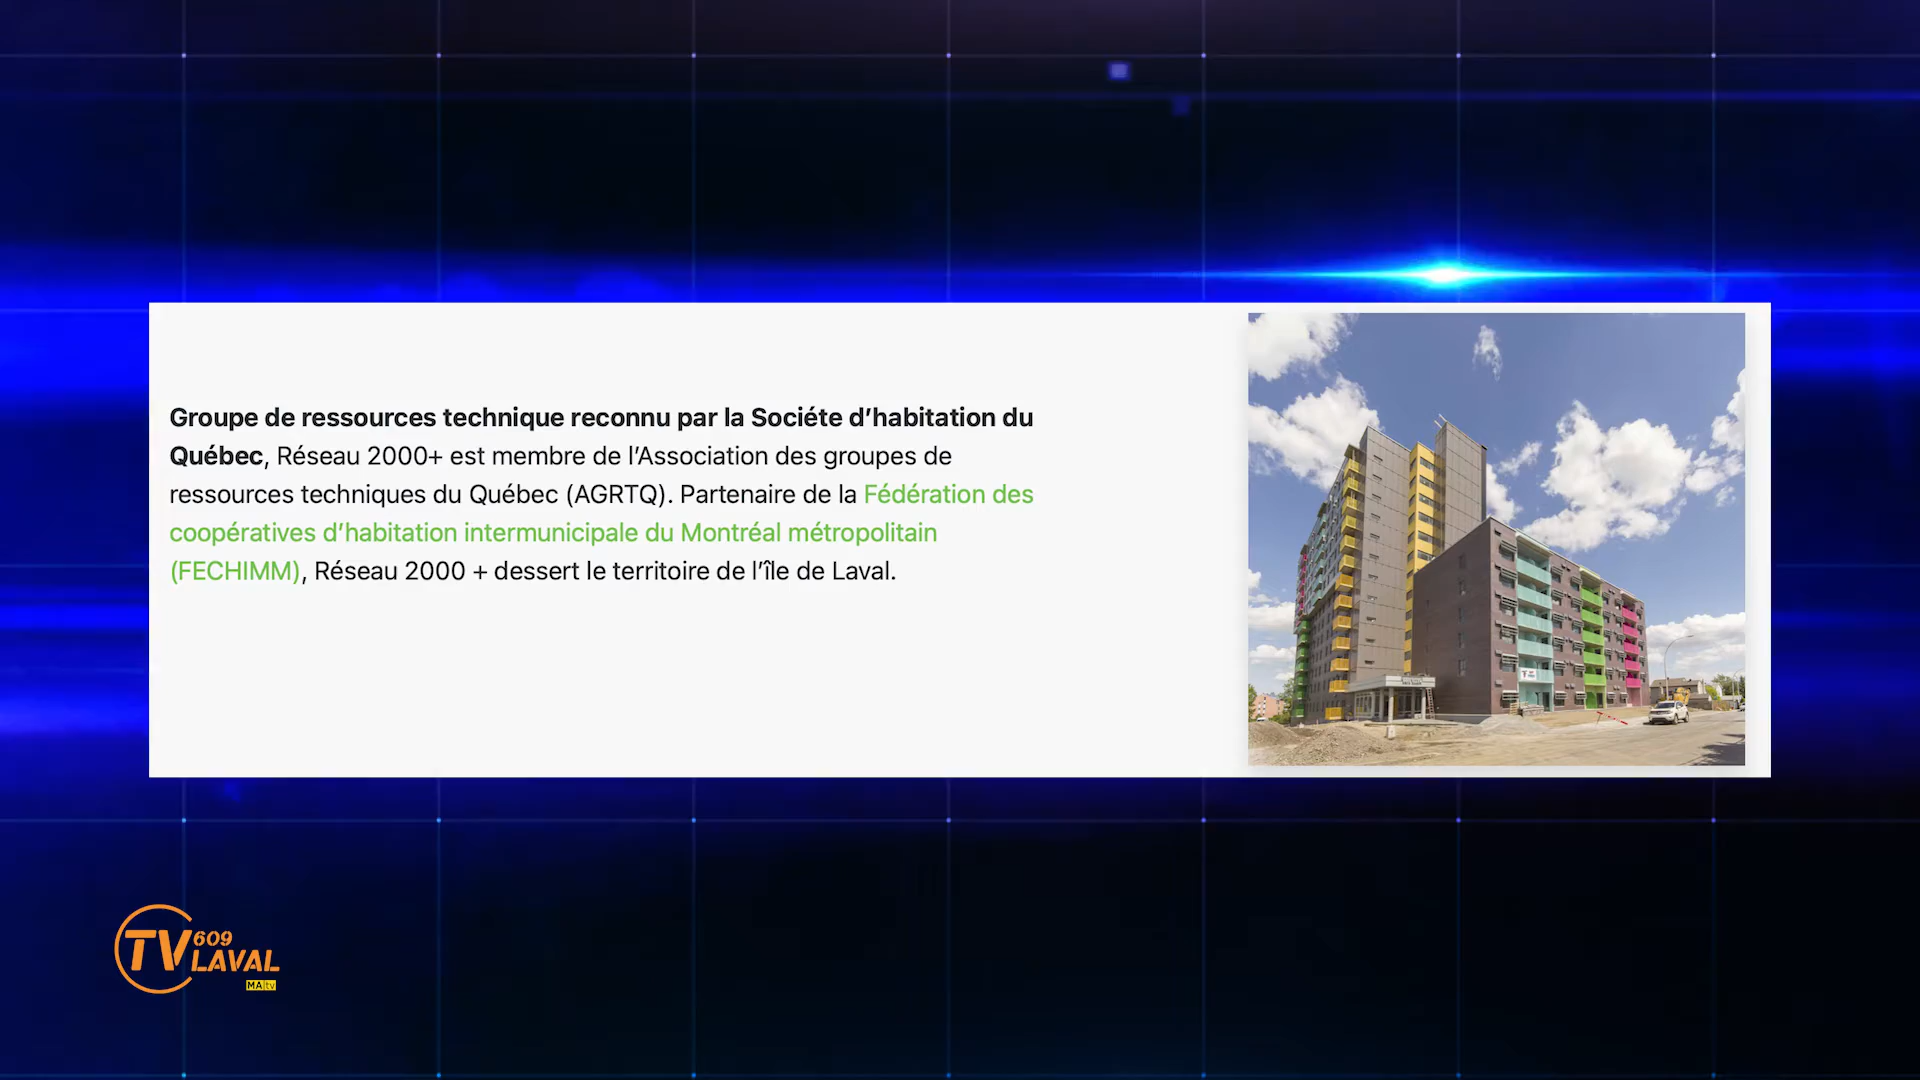 Groupe de ressources technique reconnu par la Sociéte d’habitation du
Québec, Réseau 2000+ est membre de l’Association des groupes de
ressources techniques du Québec (AGRTQ). Partenaire de la Fédération des
coopératives d’habitation intermunicipale du Montréal métropolitain
(FECHIMM), Réseau 2000 + dessert le territoire de l’île de Laval.
TV 609
LAVAL
MAtv